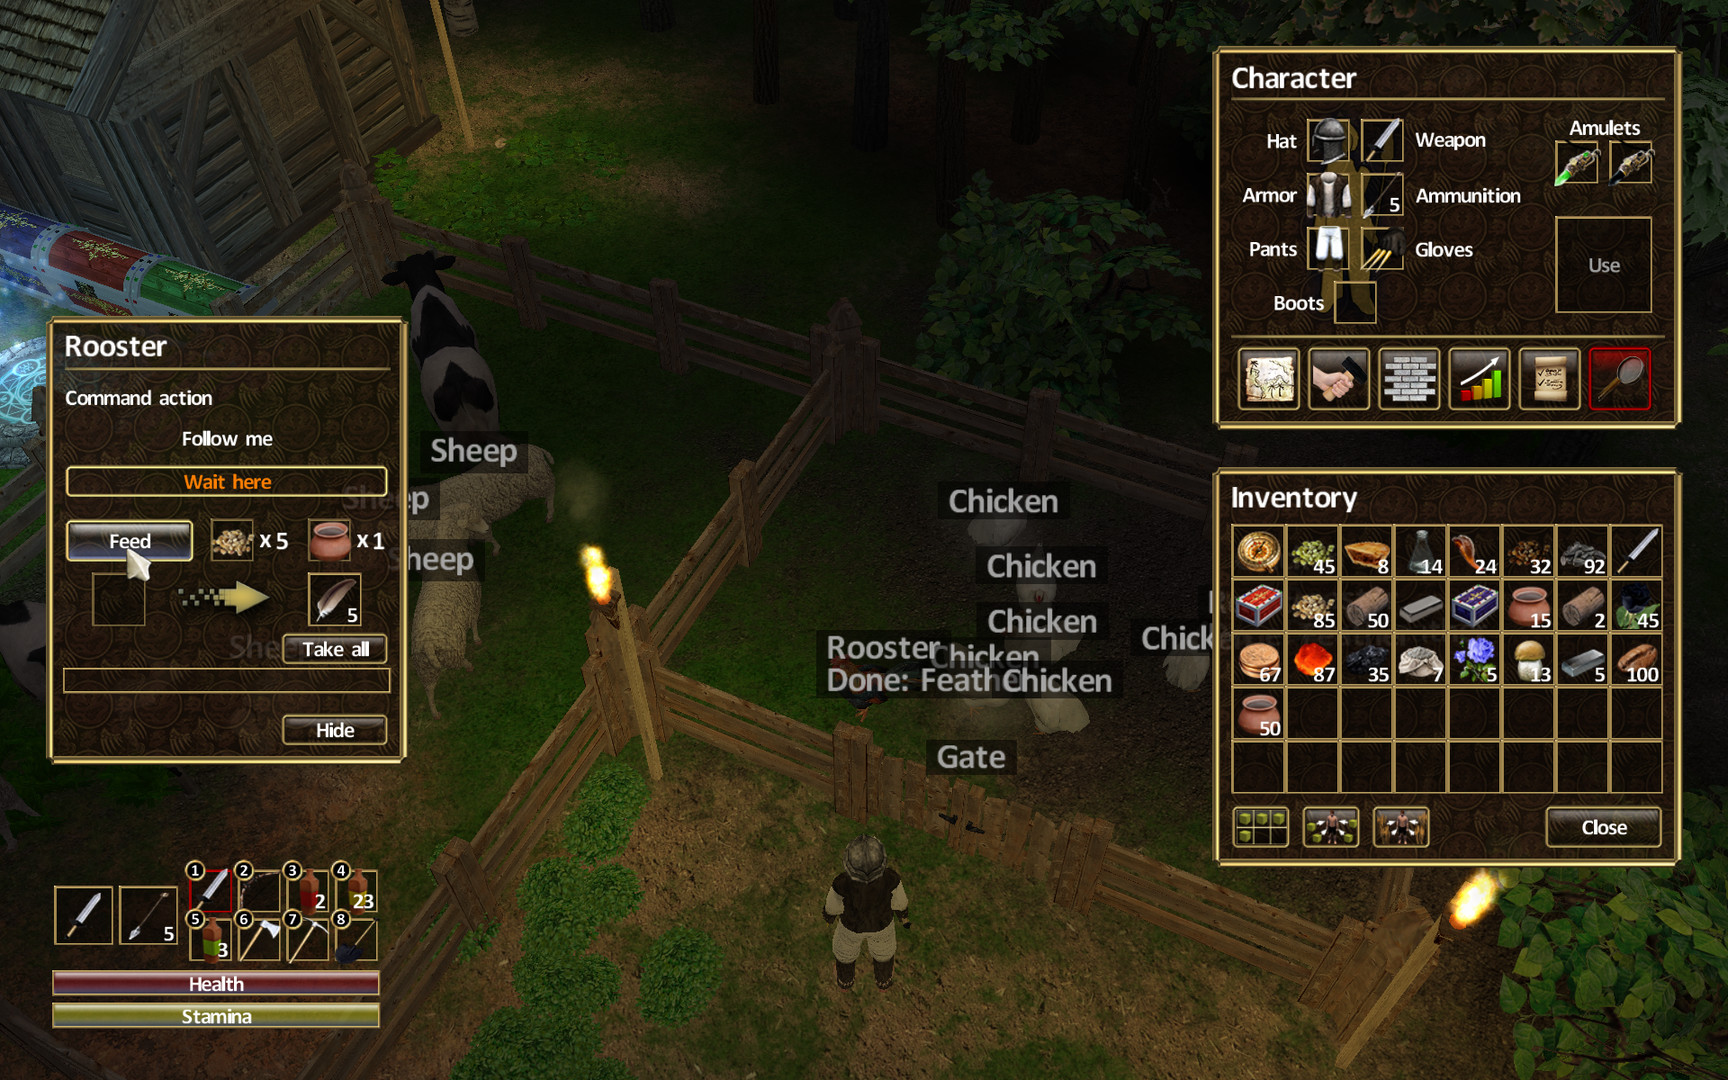 Character
Hat
Weapon
Amulets
Armor
5
Ammunition
Pants
Gloves
Boots
Use
Rooster
Command action
Follow me
Wait here
Feed
x 5
x 1
5
Take all
Hide
Sheep
Chicken
Chicken
Chicken
Rooster
Chicken
Done:
Chicken
Gate
Inventory
45
8
14
24
32
92
85
50
15
2
45
67
87
35
7
5
13
5
100
50
Close
5
1
2
3
2
4
23
5
3
6
7
8
Health
Stamina